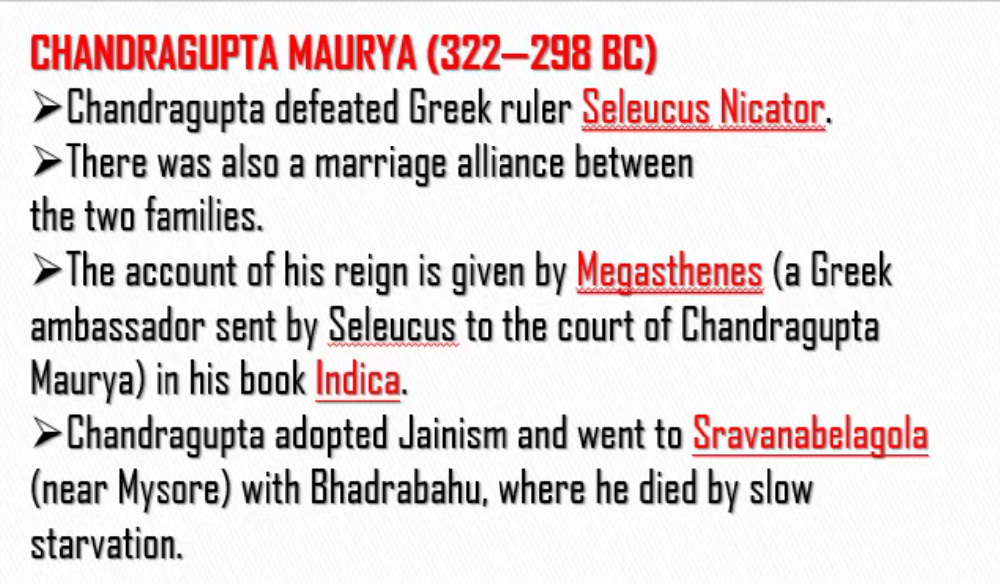 CHANDRAGUPTA MAURYA (322—298 BC)
➢Chandragupta defeated Greek ruler Seleucus Nicator.
➢There was also a marriage alliance between
the two families.
➢The account of his reign is given by Megasthenes (a Greek
ambassador sent by Seleucus to the court of Chandragupta
Maurya) in his book Indica.
➢Chandragupta adopted Jainism and went to Sravanabelagola
(near Mysore) with Bhadrabahu, where he died by slow
starvation.